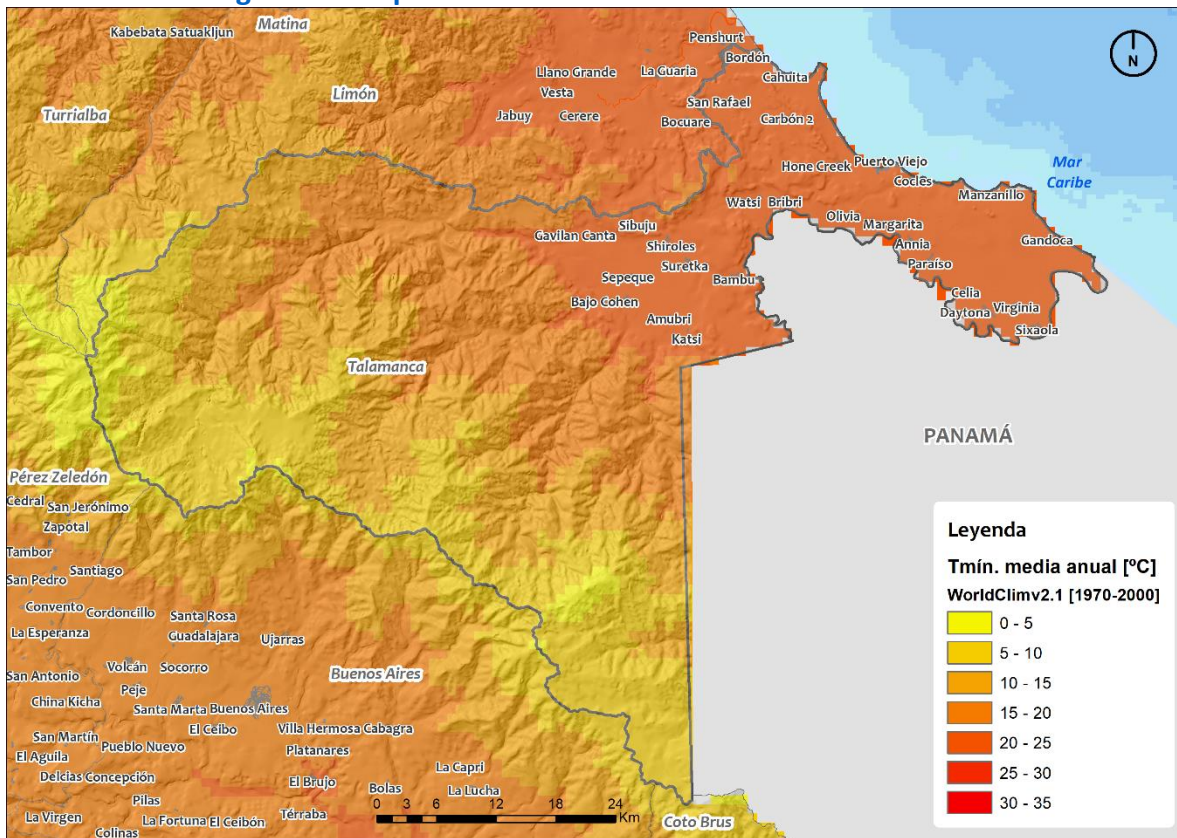 Kabebata Satuakljun
Matina
Penshurt
Bordón
Llano Grande
La Guaria
Cahuita
Limón
Vesta
Turrialba
San Rafael
Jabuy
Cerere
Bocuare
Carbón 2
N
Mar
Caribe
Hone Creek
Puerto Viejo
Cocles
Manzanillo
Watsi
Bribri
Olivia
Margarita
Sibuju
Gavilan Canta
Shiroles
Annia
Gandoca
Suretka
Paraíso
Sepeque
Bambu
Celia
Bajo Cohen
Virginia
Daytona
Amubri
Sixaola
Katsi
Talamanca
PANAMÁ
Pérez Zeledón
Cedral
San Jerónimo
Zapotal
Tambor
Santiago
San Pedro
Convento
Cordoncillo
Santa Rosa
La Esperanza
Guadalajara
Ujarras
Volcán
Socorro
San Antonio
Buenos Aires
Peje
China Kicha
Santa Marta
Buenos Aires
El Ceibo
Villa Hermosa
Cabagra
San Martín
Pueblo Nuevo
Platanares
El Aguila
Delcias
Concepción
La Capri
El Brujo
Bolas
La Lucha
Pilas
La Virgen
La Fortuna
El Ceibón
Térraba
Colinas
0 3 6 12 18 24
Km
Coto Brus
Leyenda
Tmín. media anual [ºC]
WorldClimv2.1 [1970-2000]
0 - 5
5 - 10
10 - 15
15 - 20
20 - 25
25 - 30
30 - 35